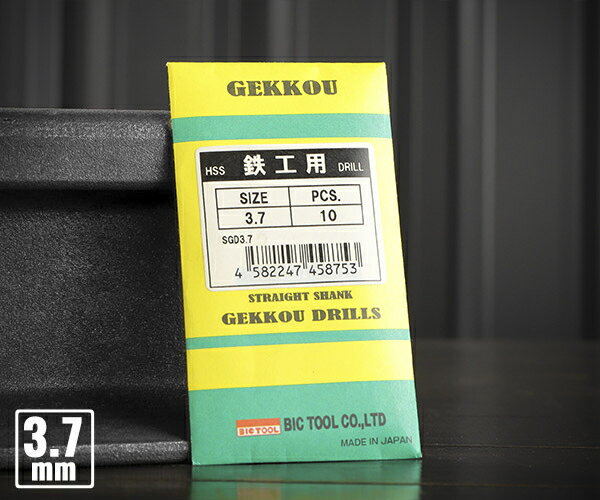 GEKKOU
HSS 鉄工用 DRILL
SIZE PCS.
3.7 10
SGD3.7
4 582247 458753
STRAIGHT SHANK
GEKKOU DRILLS
BIC TOOL BIC TOOL CO.,LTD
MADE IN JAPAN
3.7
mm